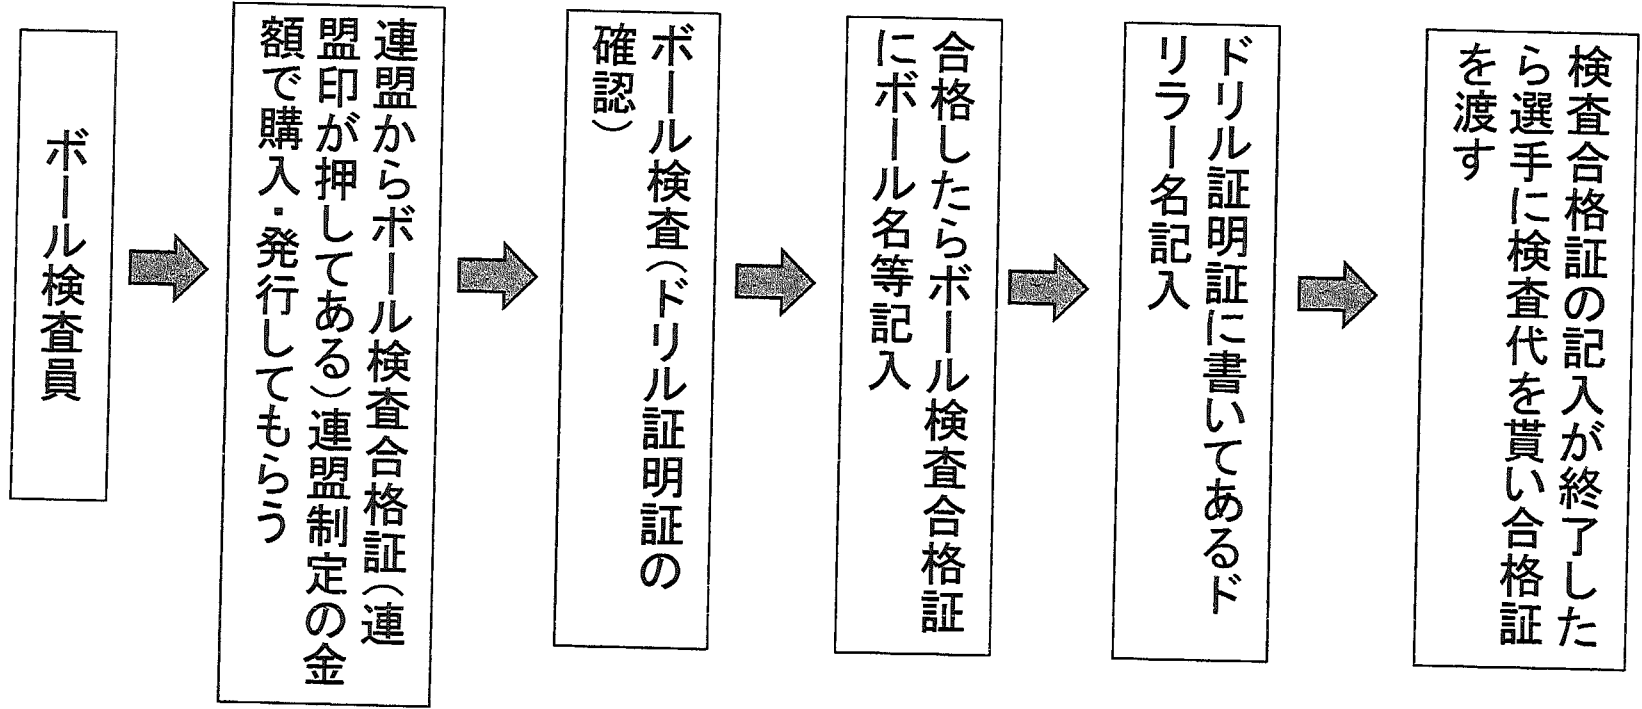 ボール検査員
連盟からボール検査合格証（連
盟印が押してある）連盟制定の金
額で購入・発行してもらう
ボール検査（ドリル証明証の
確認）
合格したらボール検査合格証
にボール名等記入
ドリル証明証に書いてあるド
リラー名記入
検査合格証の記入が終了した
ら選手に検査代を貰い合格証
を渡す